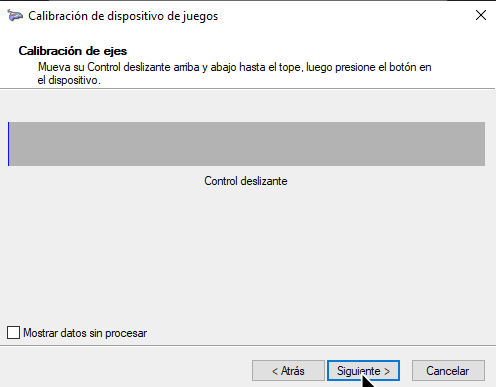 Calibración de dispositivo de juegos
Calibración de ejes
Mueva su Control deslizante arriba y abajo hasta el tope, luego presione el botón en
el dispositivo.
Control deslizante
Mostrar datos sin procesar
< Atrás
Siguiente >
Cancelar